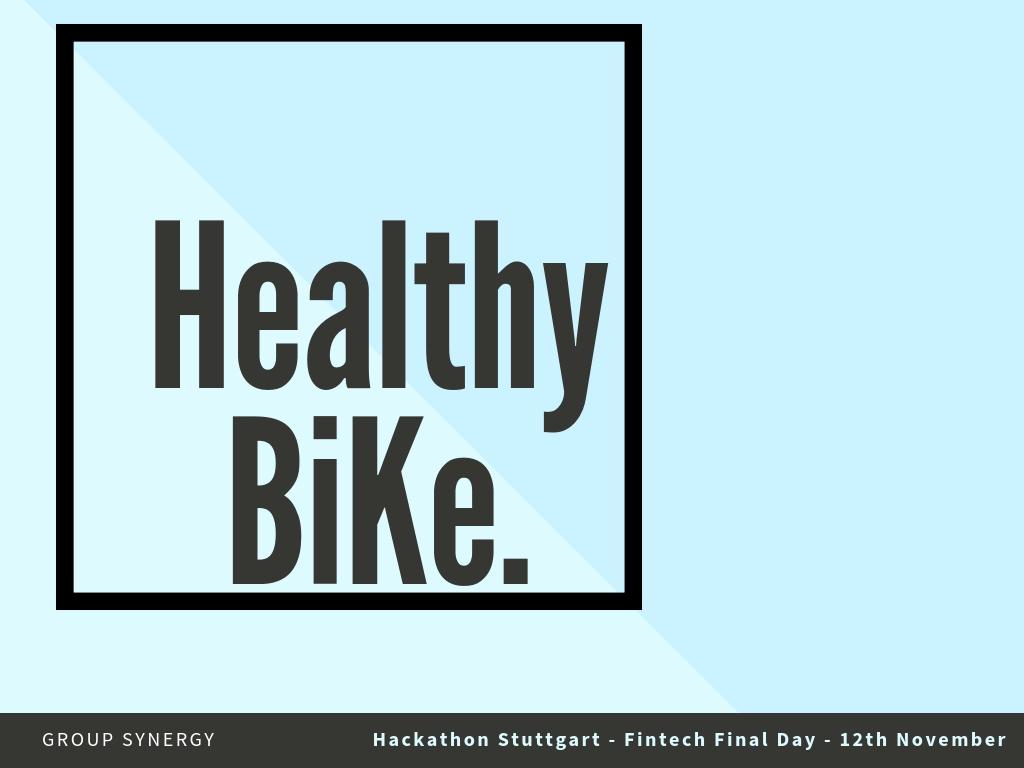 Healthy
BiKe.
GROUP SYNERGY
Hackathon Stuttgart - Fintech Final Day - 12th November